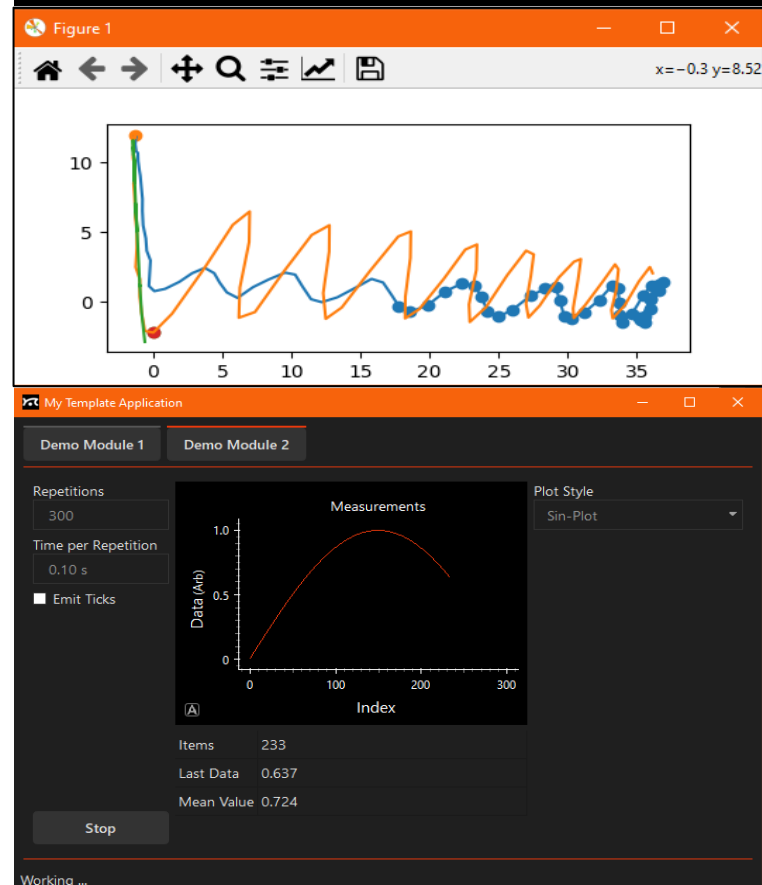 Figure 1
x=−0.3 y=8.52
10
5
0
0 5 10 15 20 25 30 35
My Template Application
Demo Module 1 Demo Module 2
Repetitions
300
Time per Repetition
0.10 s
Emit Ticks
Measurements
Data (Arb)
1.0
0.5
0
0 100 200 300
Index
A
Items 233
Last Data 0.637
Mean Value 0.724
Plot Style
Sin-Plot
Stop
Working ...